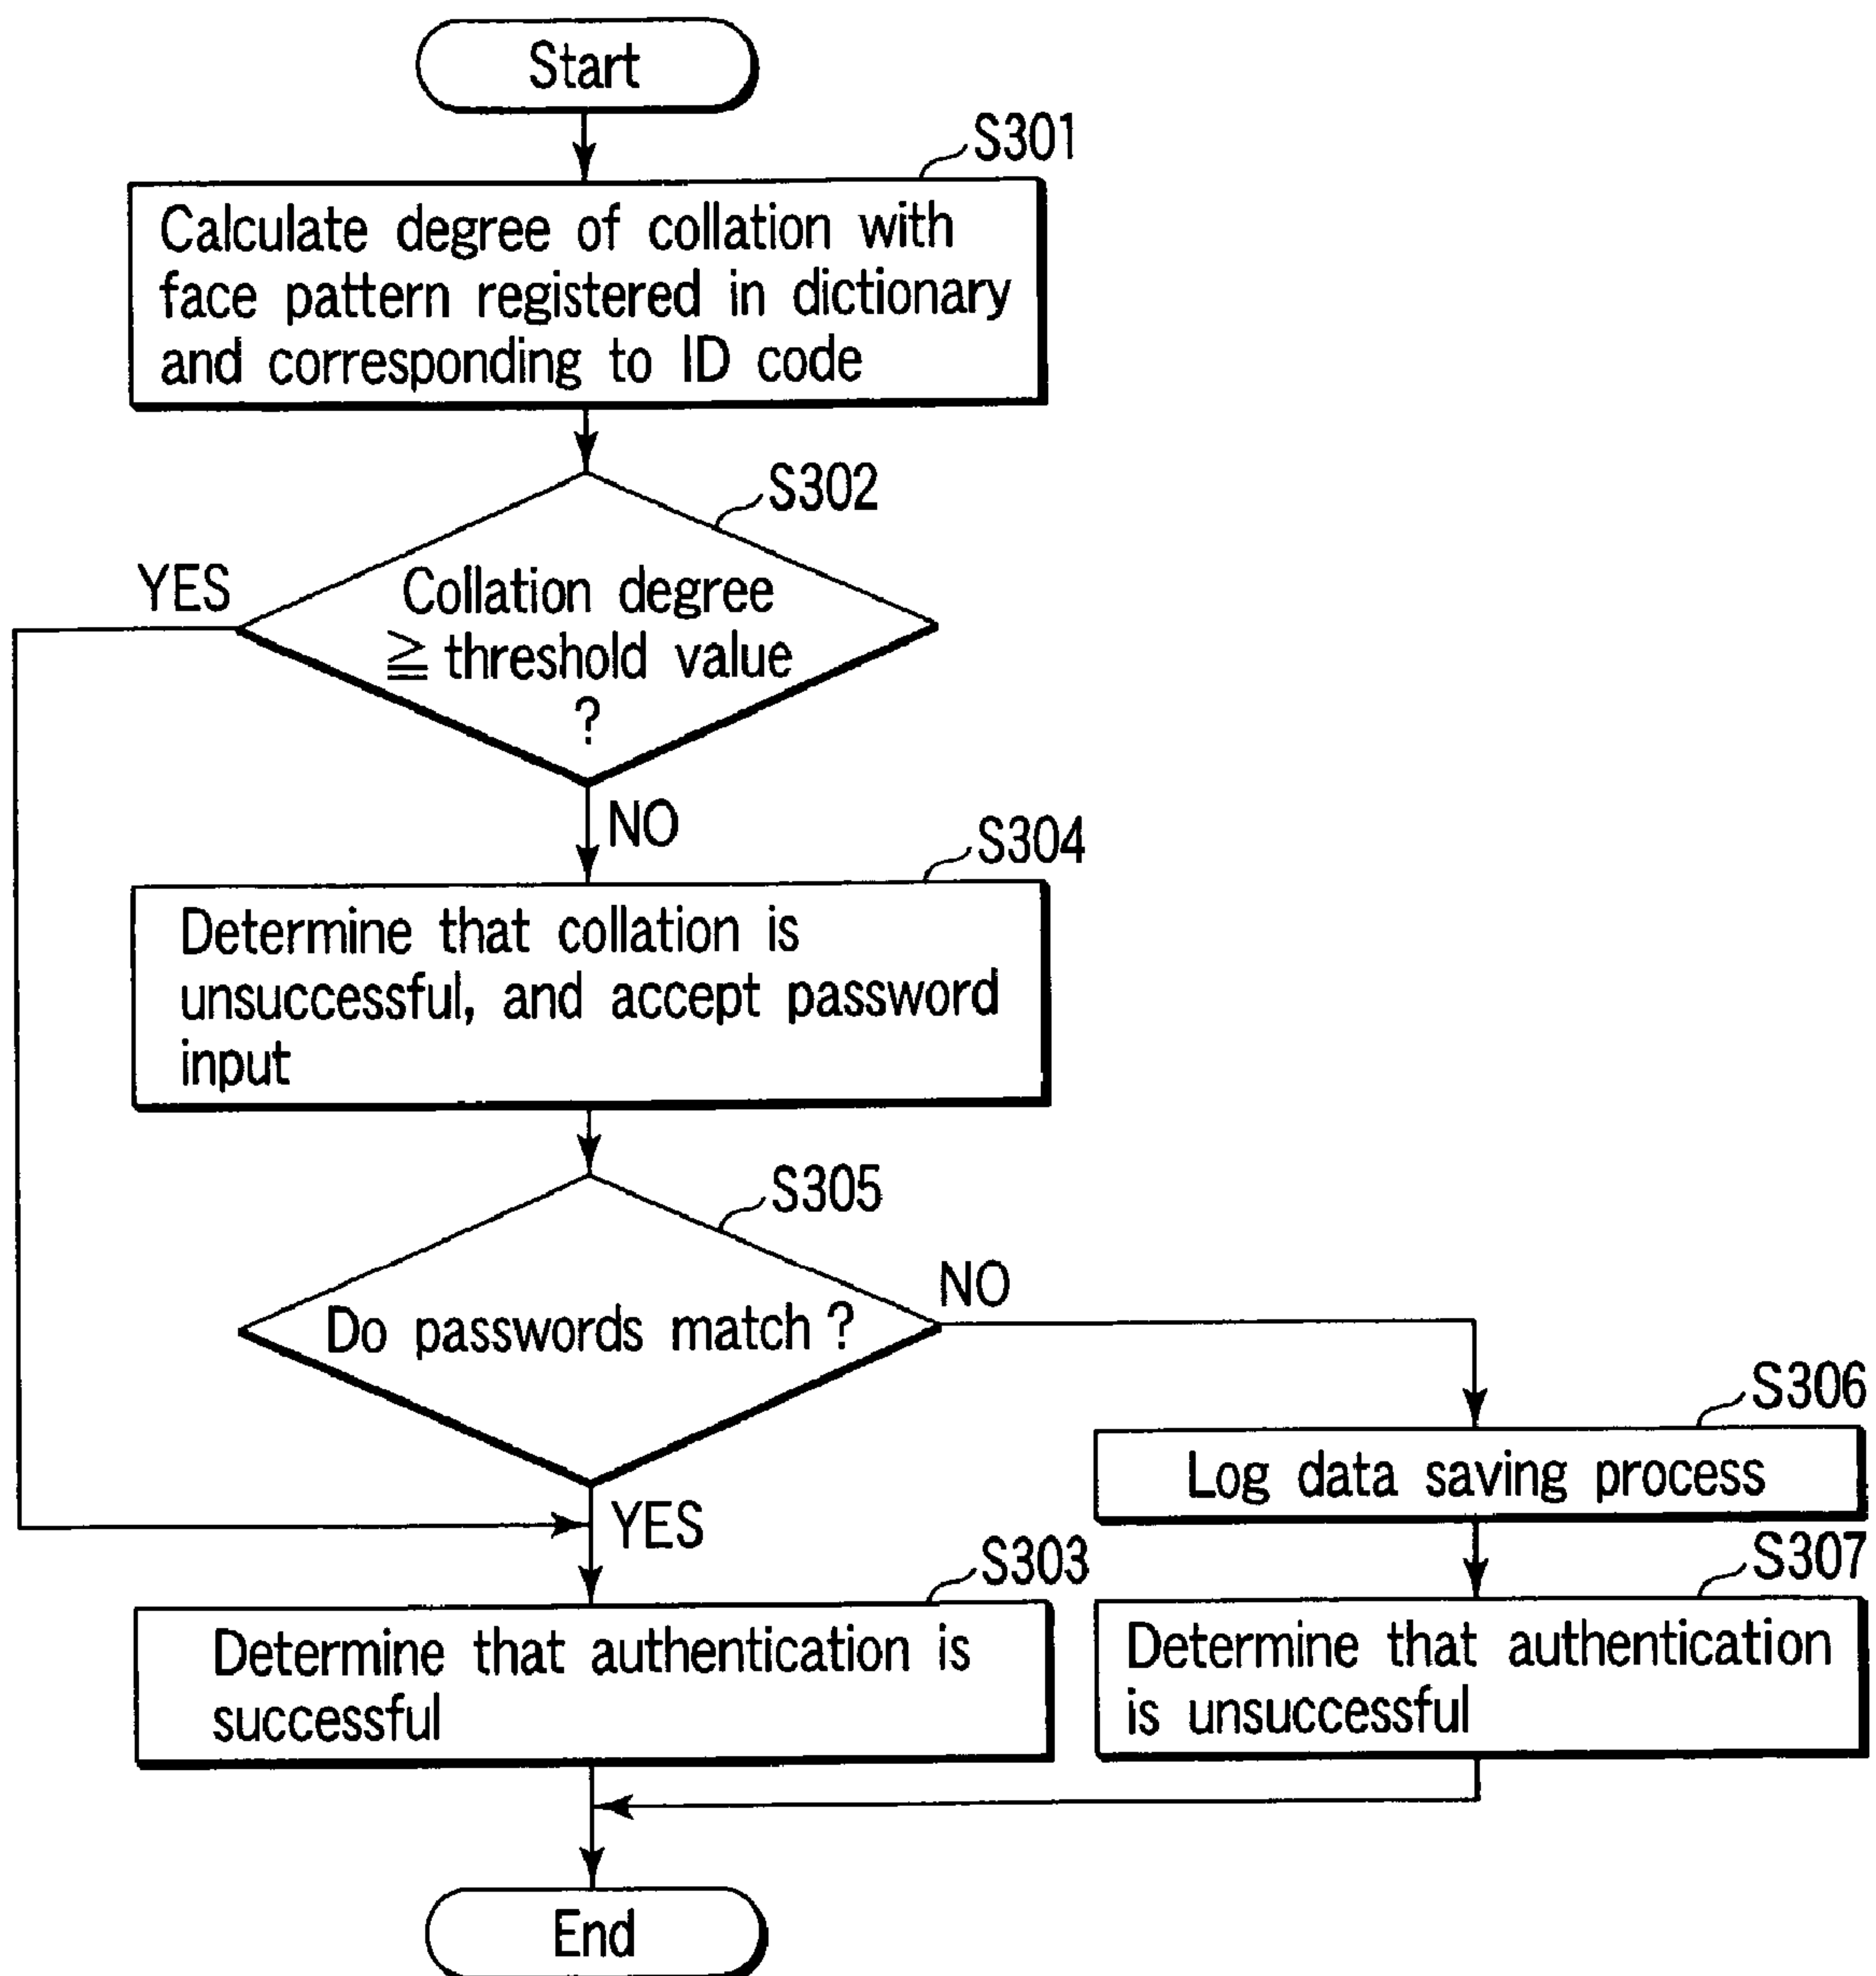 Start
S301
Calculate degree of collation with
face pattern registered in dictionary
and corresponding to ID code
S302
YES
Collation degree
≧ threshold value
?
NO
S304
Determine that collation is
unsuccessful, and accept password
input
S305
NO
Do passwords match ?
S306
Log data saving process
YES
S303
S307
Determine that authentication is
successful
Determine that authentication
is unsuccessful
End